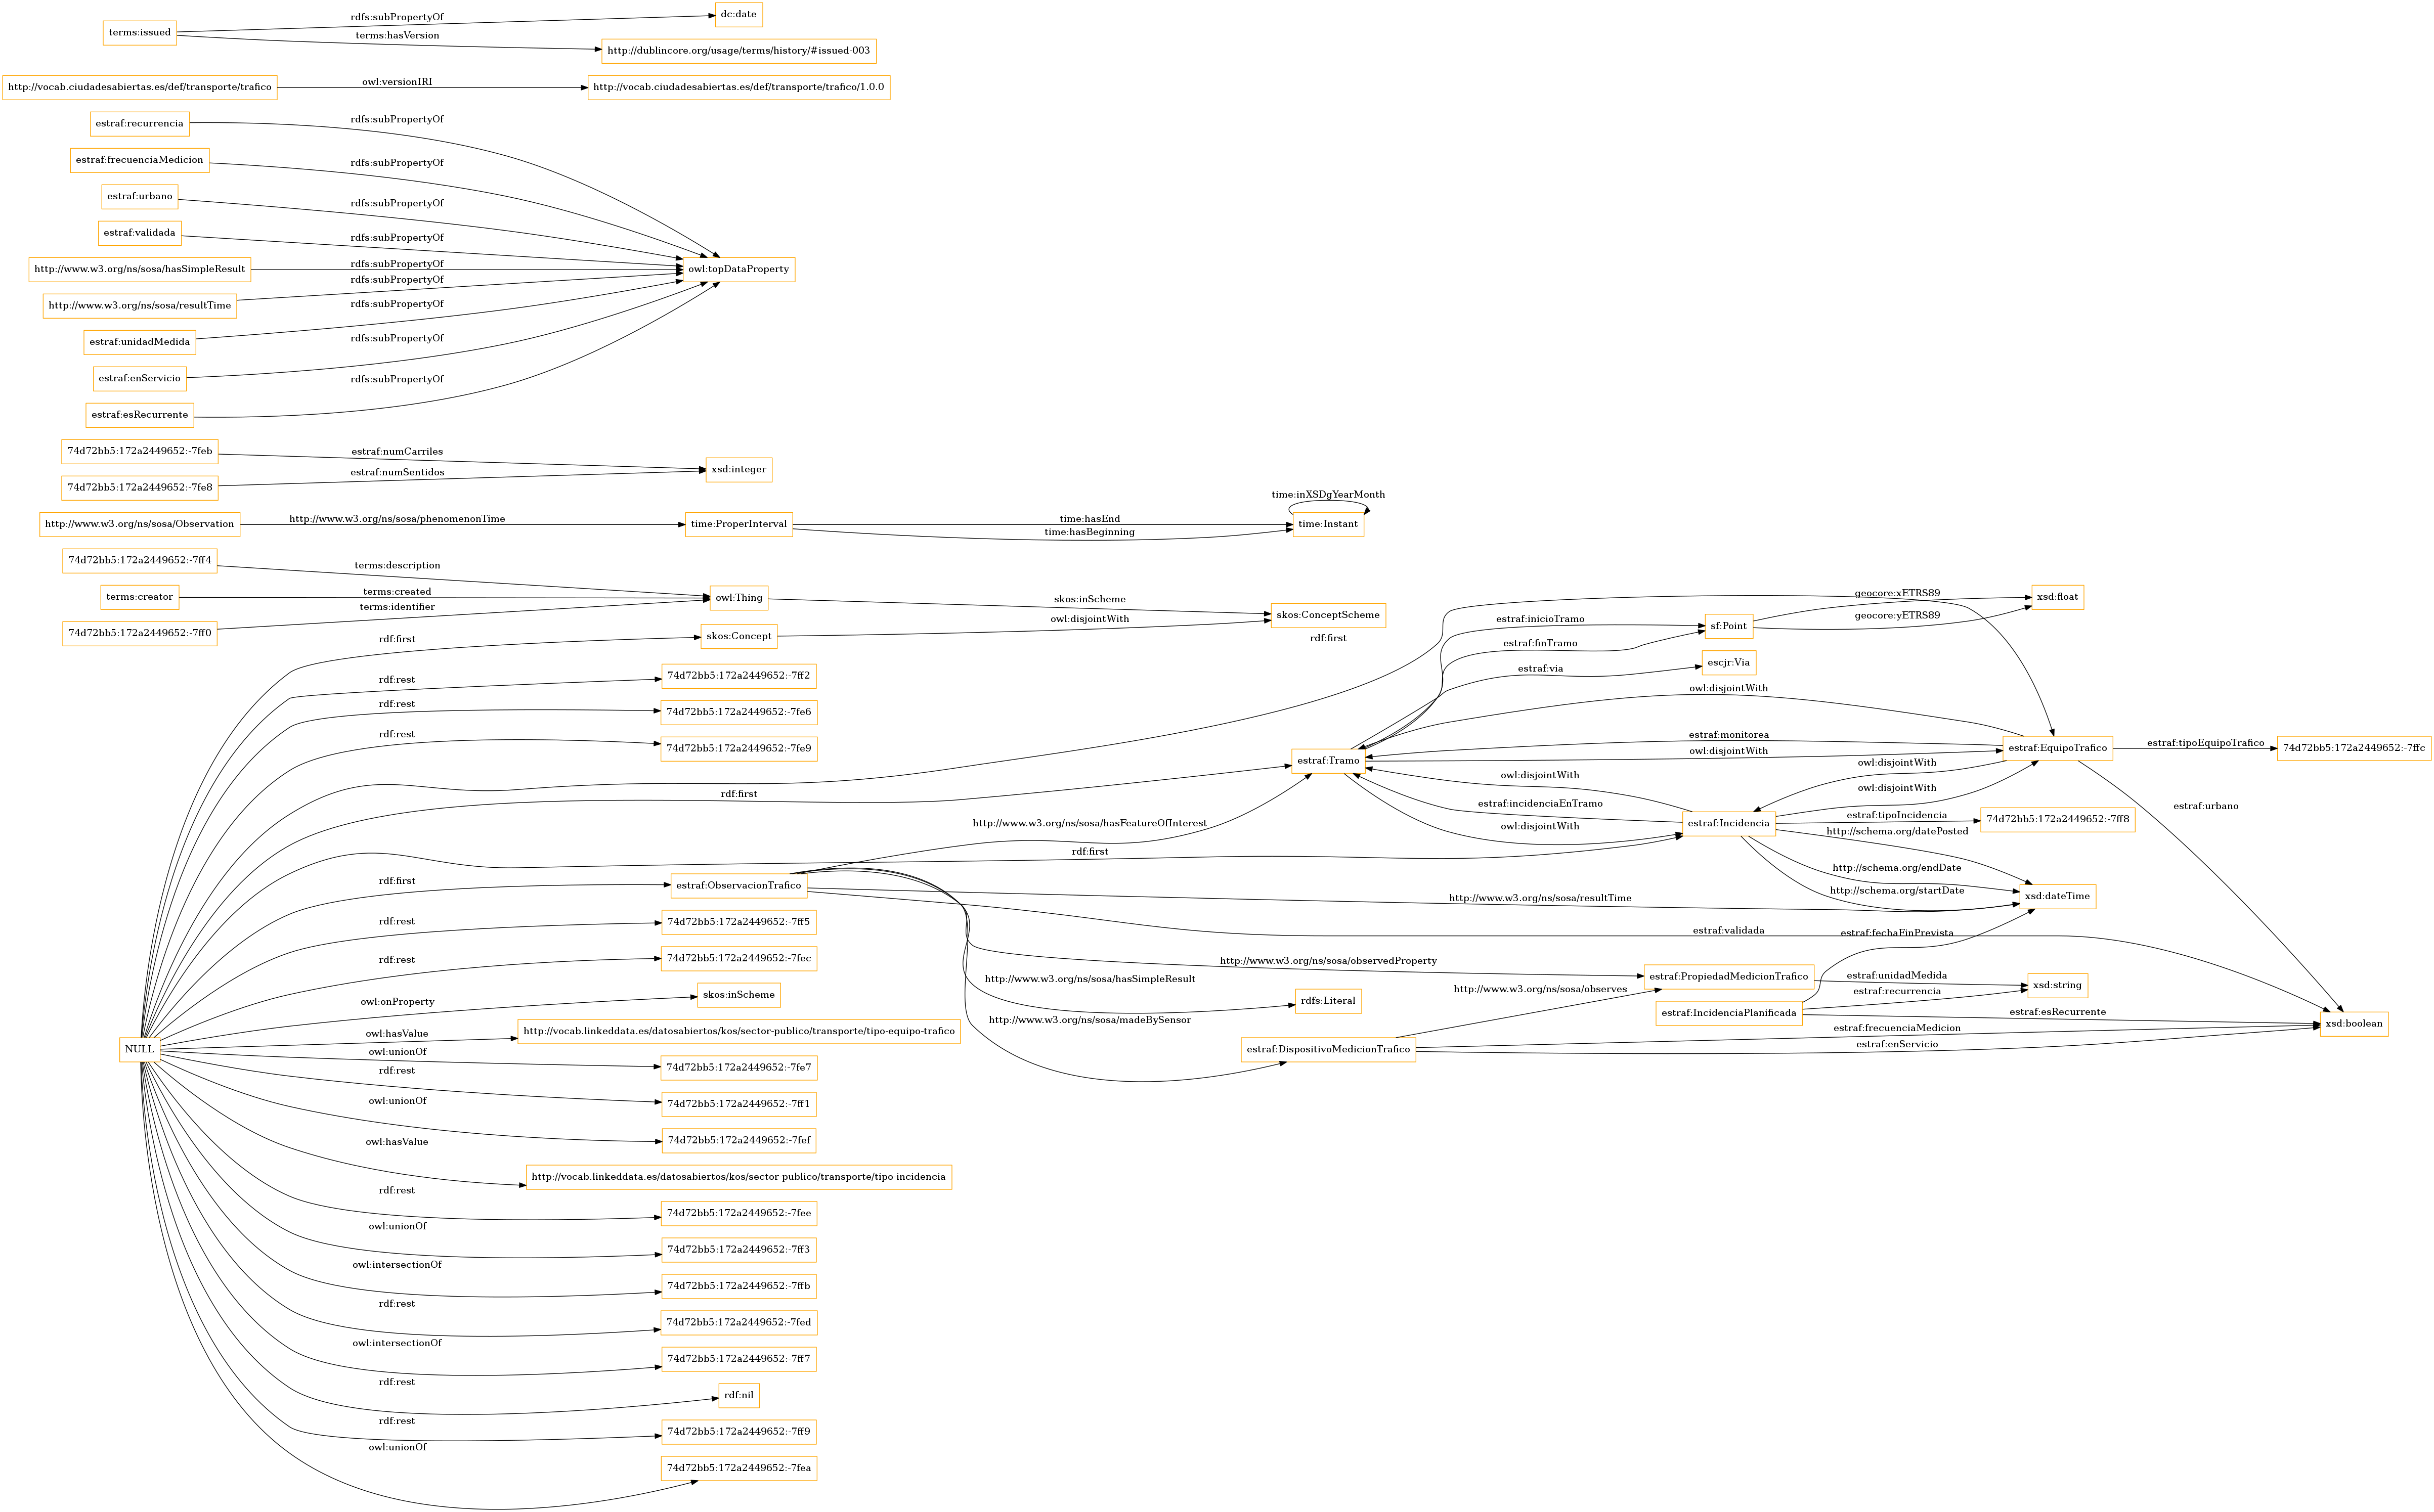 rdfs:subPropertyOf
dc:date
terms:issued
terms:hasVersion
http://dublincore.org/usage/terms/history/#issued-003
http://vocab.ciudadesabiertas.es/def/transporte/trafico
owl:versionIRI
http://vocab.ciudadesabiertas.es/def/transporte/trafico/1.0.0
estraf:recurrencia
rdfs:subPropertyOf
estraf:frecuenciaMedicion
rdfs:subPropertyOf
estraf:urbano
rdfs:subPropertyOf
estraf:validada
rdfs:subPropertyOf
http://www.w3.org/ns/sosa/hasSimpleResult
rdfs:subPropertyOf
owl:topDataProperty
http://www.w3.org/ns/sosa/resultTime
rdfs:subPropertyOf
estraf:unidadMedida
rdfs:subPropertyOf
estraf:enServicio
rdfs:subPropertyOf
estraf:esRecurrente
rdfs:subPropertyOf
74d72bb5:172a2449652:-7feb
estraf:numCarriles
xsd:integer
74d72bb5:172a2449652:-7fe8
estraf:numSentidos
http://www.w3.org/ns/sosa/Observation
http://www.w3.org/ns/sosa/phenomenonTime
time:ProperInterval
time:hasEnd
time:hasBeginning
time:inXSDgYearMonth
time:Instant
74d72bb5:172a2449652:-7ff4
terms:description
terms:creator
terms:created
owl:Thing
74d72bb5:172a2449652:-7ff0
terms:identifier
skos:inScheme
skos:ConceptScheme
rdf:first
skos:Concept
owl:disjointWith
rdf:first
rdf:rest
74d72bb5:172a2449652:-7ff2
rdf:rest
74d72bb5:172a2449652:-7fe6
rdf:rest
74d72bb5:172a2449652:-7fe9
rdf:first
estraf:Tramo
estraf:inicioTramo
estraf:finTramo
estraf:via
sf:Point
escjr:Via
geocore:xETRS89
geocore:yETRS89
xsd:float
owl:disjointWith
estraf:monitorea
owl:disjointWith
estraf:EquipoTrafico
estraf:tipoEquipoTrafico
74d72bb5:172a2449652:-7ffc
owl:disjointWith
estraf:incidenciaEnTramo
owl:disjointWith
estraf:Incidencia
owl:disjointWith
owl:disjointWith
estraf:tipoIncidencia
74d72bb5:172a2449652:-7ff8
http://schema.org/datePosted
http://schema.org/endDate
http://schema.org/startDate
xsd:dateTime
estraf:urbano
http://www.w3.org/ns/sosa/hasFeatureOfInterest
rdf:first
rdf:first
estraf:ObservacionTrafico
http://www.w3.org/ns/sosa/resultTime
estraf:validada
estraf:fechaFinPrevista
http://www.w3.org/ns/sosa/observedProperty
http://www.w3.org/ns/sosa/hasSimpleResult
rdfs:Literal
http://www.w3.org/ns/sosa/madeBySensor
http://www.w3.org/ns/sosa/observes
estraf:PropiedadMedicionTrafico
estraf:unidadMedida
xsd:string
estraf:recurrencia
estraf:IncidenciaPlanificada
estraf:esRecurrente
xsd:boolean
estraf:DispositivoMedicionTrafico
estraf:frecuenciaMedicion
estraf:enServicio
rdf:rest
74d72bb5:172a2449652:-7ff5
rdf:rest
74d72bb5:172a2449652:-7fec
owl:onProperty
skos:inScheme
NULL
owl:hasValue
http://vocab.linkeddata.es/datosabiertos/kos/sector-publico/transporte/tipo-equipo-trafico
owl:unionOf
74d72bb5:172a2449652:-7fe7
rdf:rest
74d72bb5:172a2449652:-7ff1
owl:unionOf
74d72bb5:172a2449652:-7fef
owl:hasValue
http://vocab.linkeddata.es/datosabiertos/kos/sector-publico/transporte/tipo-incidencia
rdf:rest
74d72bb5:172a2449652:-7fee
owl:unionOf
74d72bb5:172a2449652:-7ff3
owl:intersectionOf
74d72bb5:172a2449652:-7ffb
rdf:rest
74d72bb5:172a2449652:-7fed
owl:intersectionOf
74d72bb5:172a2449652:-7ff7
rdf:rest
rdf:nil
rdf:rest
74d72bb5:172a2449652:-7ff9
owl:unionOf
74d72bb5:172a2449652:-7fea